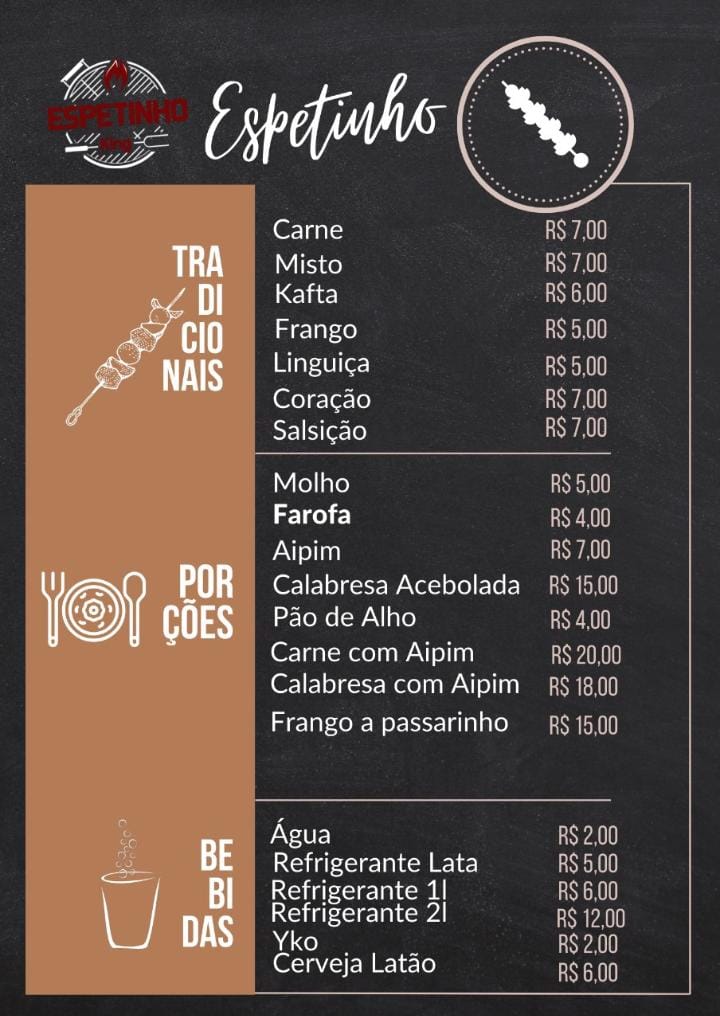 ESPETINHO
King
Espetinho
TRA
DI
CIO
NAIS
Carne R$ 7,00
Misto R$ 7,00
Kafta R$ 6,00
Frango R$ 5,00
Linguiça R$ 5,00
Coração R$ 7,00
Salsição R$ 7,00
POR
ÇÕES
Molho R$ 5,00
Farofa R$ 4,00
Aipim R$ 7,00
Calabresa Acebolada R$ 15,00
Pão de Alho R$ 4,00
Carne com Aipim R$ 20,00
Calabresa com Aipim R$ 18,00
Frango a passarinho R$ 15,00
BE
BI
DAS
Água R$ 2,00
Refrigerante Lata R$ 5,00
Refrigerante 1l R$ 6,00
Refrigerante 2l R$ 12,00
Yko R$ 2,00
Cerveja Latão R$ 6,00